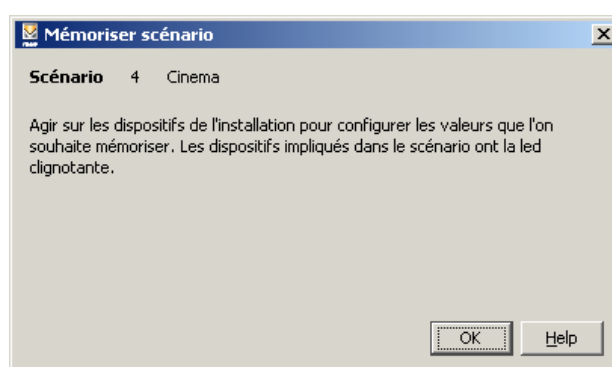 Mémoriser scénario
Scénario 4 Cinema
Agir sur les dispositifs de l'installation pour configurer les valeurs que l'on
souhaite mémoriser. Les dispositifs impliqués dans le scénario ont la led
clignotante.
OK Help